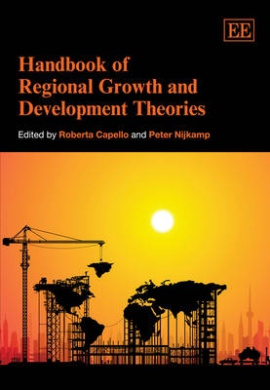 EE
Handbook of
Regional Growth and
Development Theories
Edited by Roberta Capello and Peter Nijkamp